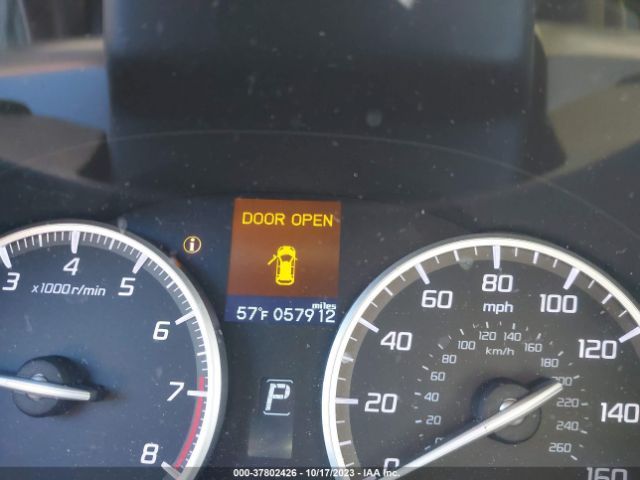 DOOR OPEN
i
miles
57°F 057912
P
3 4 5 6 7 8
x1000r/min
0 20 40 60 80 100 120 140 160
mph
20 40 60 80 100 120 140 160 180 200 220 240 260
km/h
000-37802426 - 10/17/2023 - IAA Inc.